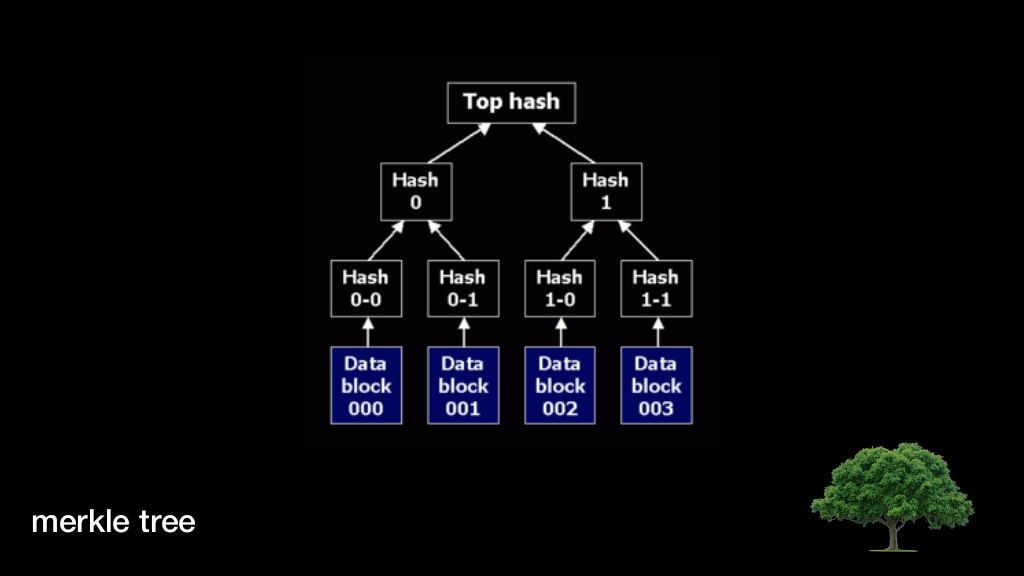 Top hash
Hash
0
Hash
1
Hash
0-0
Hash
0-1
Hash
1-0
Hash
1-1
Data
block
000
Data
block
001
Data
block
002
Data
block
003
merkle tree